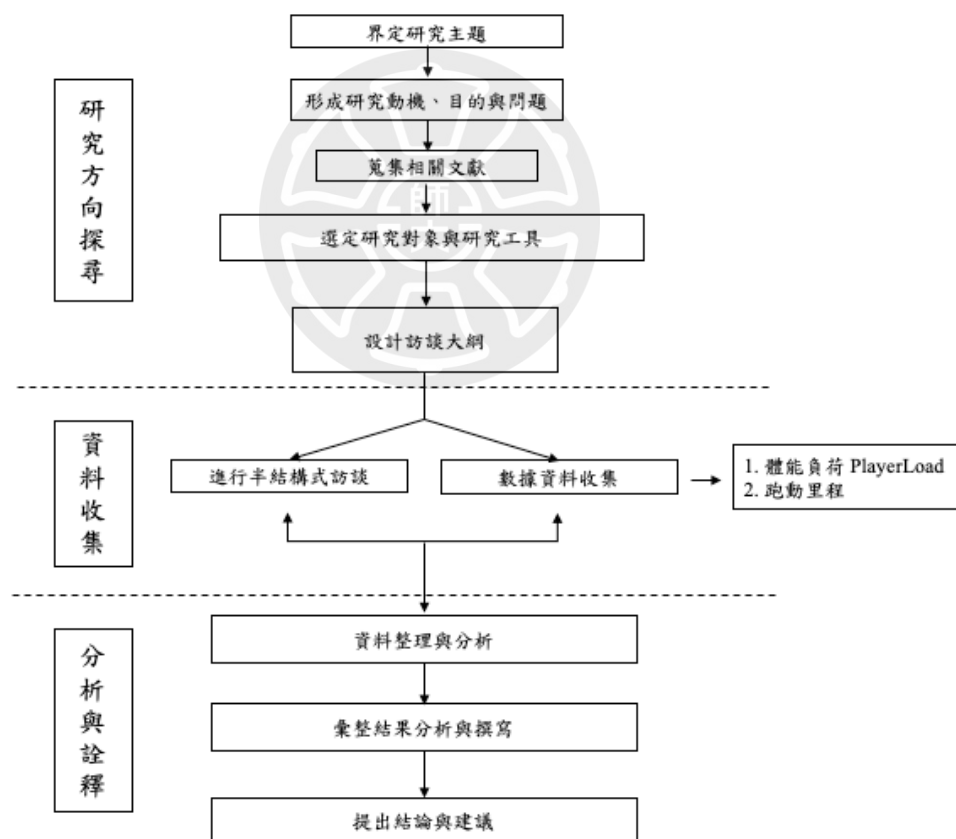 界定研究主題
研究方向探尋
形成研究動機、目的與問題
蒐集相關文獻
選定研究對象與研究工具
設計訪談大綱
資料收集
進行半結構式訪談
數據資料收集
1. 體能負荷 PlayerLoad
2. 跑動里程
分析與詮釋
資料整理與分析
彙整結果分析與撰寫
提出結論與建議